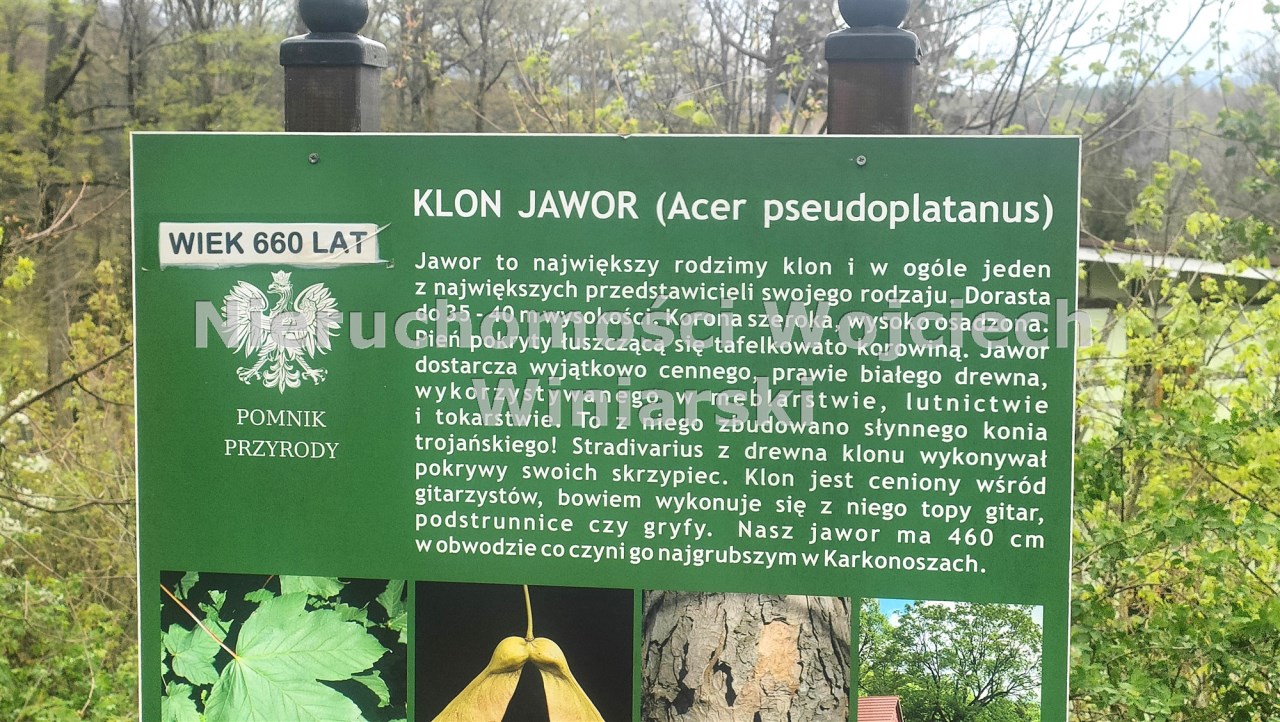 KLON JAWOR (Acer pseudoplatanus)
WIEK 660 LAT
POMNIK
PRZYRODY
Jawor to największy rodzimy klon i w ogóle jeden
z największych przedstawicieli swojego rodzaju. Dorasta
do 35 - 40 m wysokości. Korona szeroka, wysoko osadzona.
Pień pokryty łuszczącą się tafelkowato korowiną. Jawor
dostarcza wyjątkowo cennego, prawie białego drewna,
wykorzystywanego w meblarstwie, lutnictwie
i tokarstwie. To z niego zbudowano słynnego konia
trojańskiego! Stradivarius z drewna klonu wykonywał
pokrywy swoich skrzypiec. Klon jest ceniony wśród
gitarzystów, bowiem wykonuje się z niego topy gitar,
podstrunnice czy gryfy. Nasz jawor ma 460 cm
w obwodzie co czyni go najgrubszym w Karkonoszach.
Nieruchomości Wojciech
Winiarski